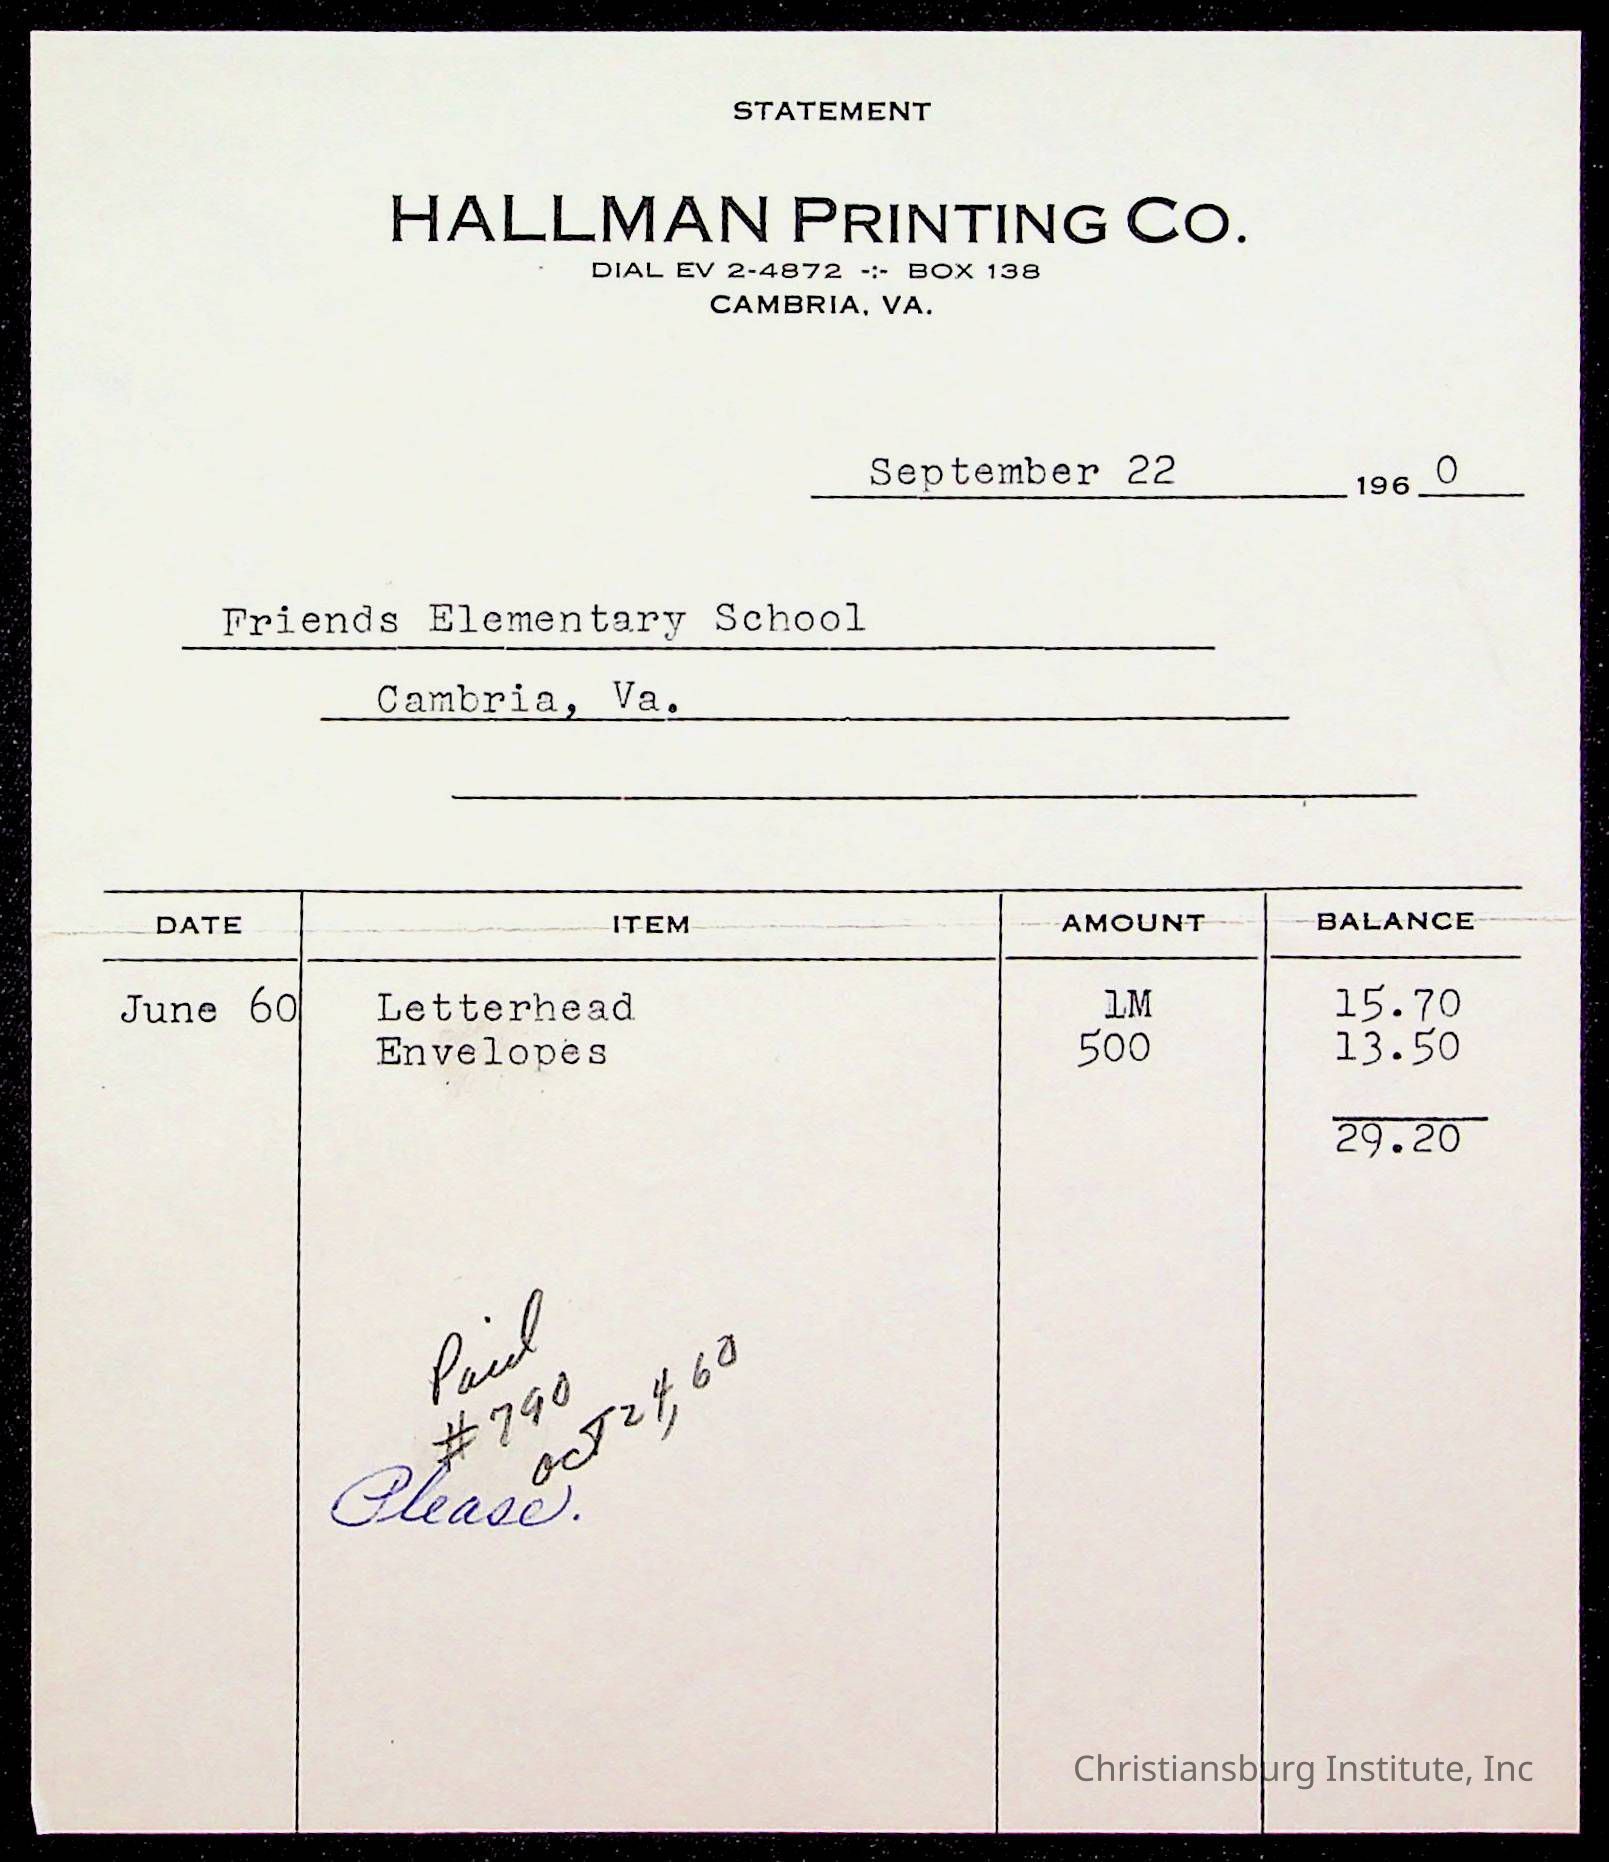 STATEMENT
HALLMAN PRINTING CO.
DIAL EV 2-4872 -:- BOX 138
CAMBRIA, VA.
September 22 1960
Friends Elementary School
Cambria, Va.
DATE ITEM AMOUNT BALANCE
June 60 Letterhead 1M 15.70
Envelopes 500 13.50
29.20
Paid
#790
Oct 24, 60
Please.
Christiansburg Institute, Inc